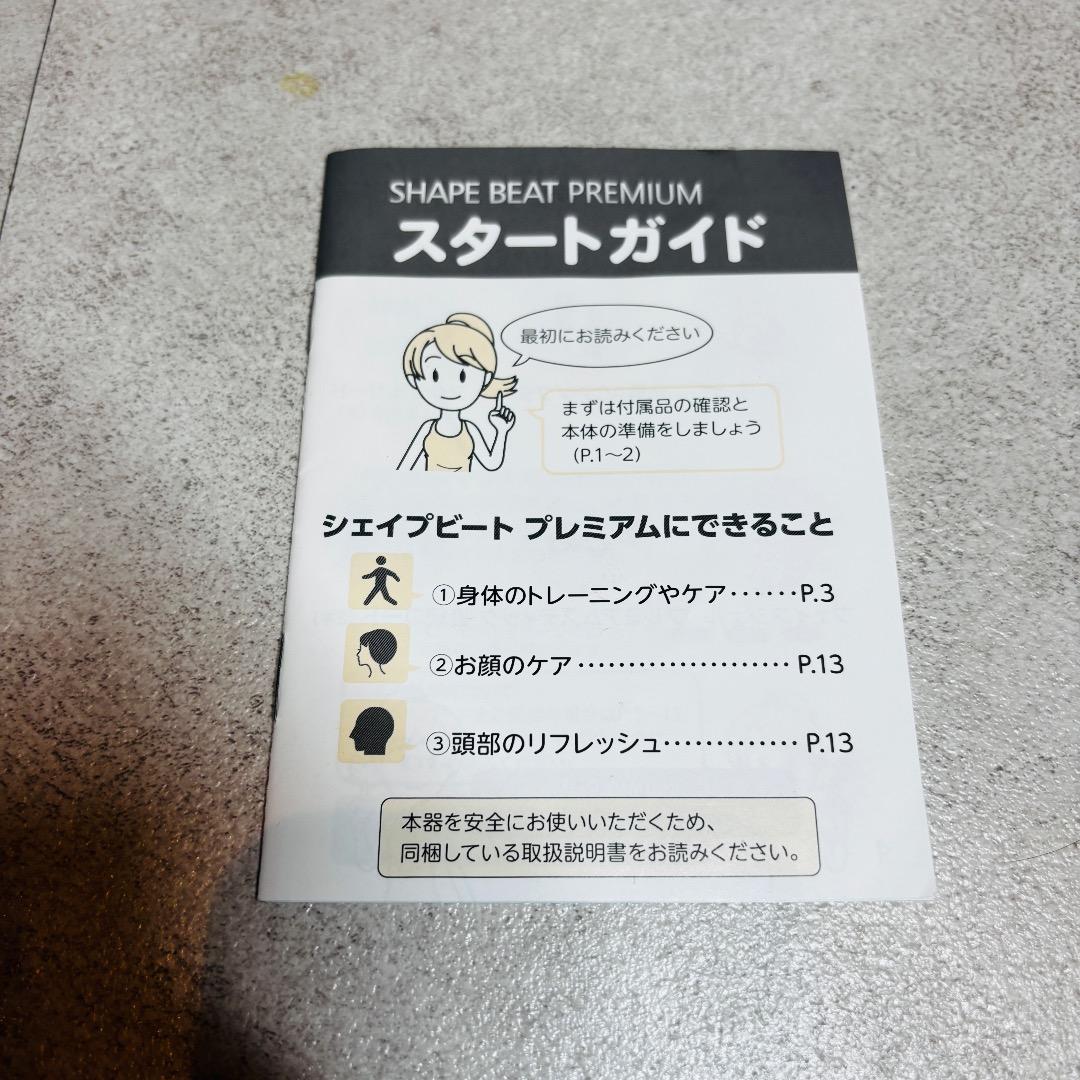 SHAPE BEAT PREMIUM
スタートガイド
最初にお読みください
まずは付属品の確認と
本体の準備をしましょう
(P.1～2)
シェイプビート プレミアムにできること
①身体のトレーニングやケア······P.3
②お顔のケア····················· P.13
③頭部のリフレッシュ············· P.13
本器を安全にお使いいただくため、
同梱している取扱説明書をお読みください。